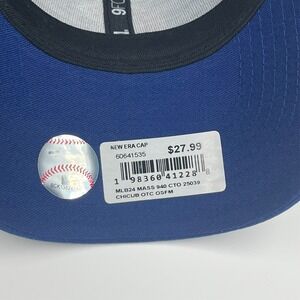 NEW ERA CAP
60641535
$27.99
1 98360 41228 8
MLB24 MASS 940 CTO 25039
CHICUB OTC OSFM